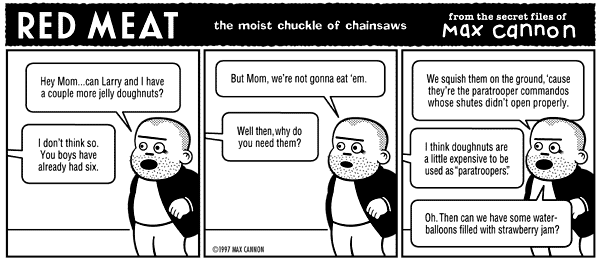 RED MEAT
the moist chuckle of chainsaws
from the secret files of
Max cannon
Hey Mom...can Larry and I have
a couple more jelly doughnuts?
I don't think so.
You boys have
already had six.
But Mom, we're not gonna eat 'em.
Well then, why do
you need them?
©1997 MAX CANNON
We squish them on the ground, 'cause
they're the paratrooper commandos
whose shutes didn't open properly.
I think doughnuts are
a little expensive to be
used as "paratroopers."
Oh. Then can we have some water-
balloons filled with strawberry jam?